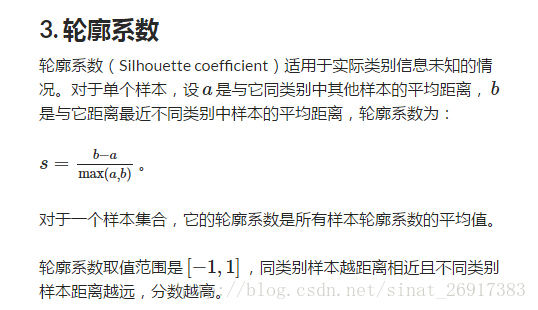 3. 轮廓系数
轮廓系数（Silhouette coefficient）适用于实际类别信息未知的情
况。对于单个样本，设 a 是与它同类别中其他样本的平均距离， b
是与它距离最近不同类别中样本的平均距离，轮廓系数为：
s = \frac{b-a}{max(a,b)} 。
对于一个样本集合，它的轮廓系数是所有样本轮廓系数的平均值。
轮廓系数取值范围是 [−1,1] ，同类别样本越距离相近且不同类别
样本距离越远，分数越高。
://blog.csdn.net/sinat_26917383